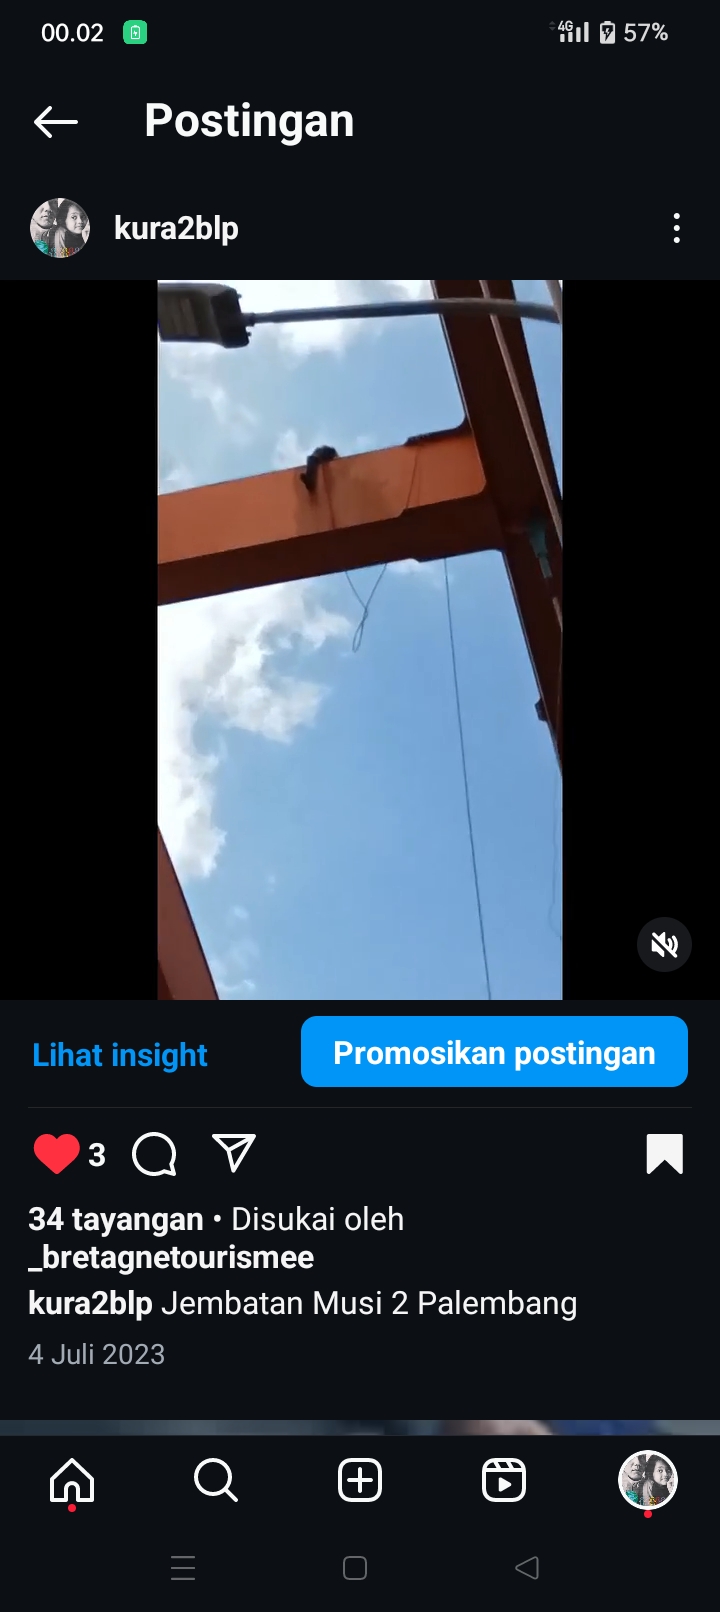 00.02 4G 57%
Postingan
kura2blp
Lihat insight Promosikan postingan
3
34 tayangan • Disukai oleh
_bretagnetourismee
kura2blp Jembatan Musi 2 Palembang
4 Juli 2023